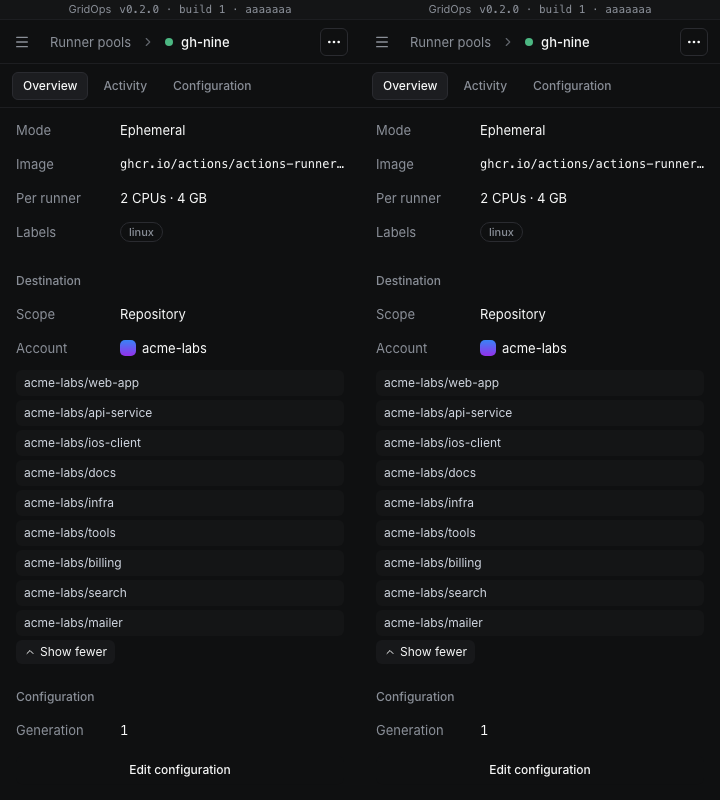 GridOps v0.2.0 · build 1 · aaaaaaa
Runner pools > gh-nine
Overview Activity Configuration
Mode Ephemeral
Image ghcr.io/actions/actions-runner…
Per runner 2 CPUs · 4 GB
Labels linux
Destination
Scope Repository
Account acme-labs
acme-labs/web-app
acme-labs/api-service
acme-labs/ios-client
acme-labs/docs
acme-labs/infra
acme-labs/tools
acme-labs/billing
acme-labs/search
acme-labs/mailer
Show fewer
Configuration
Generation 1
Edit configuration
GridOps v0.2.0 · build 1 · aaaaaaa
Runner pools > gh-nine
Overview Activity Configuration
Mode Ephemeral
Image ghcr.io/actions/actions-runner…
Per runner 2 CPUs · 4 GB
Labels linux
Destination
Scope Repository
Account acme-labs
acme-labs/web-app
acme-labs/api-service
acme-labs/ios-client
acme-labs/docs
acme-labs/infra
acme-labs/tools
acme-labs/billing
acme-labs/search
acme-labs/mailer
Show fewer
Configuration
Generation 1
Edit configuration